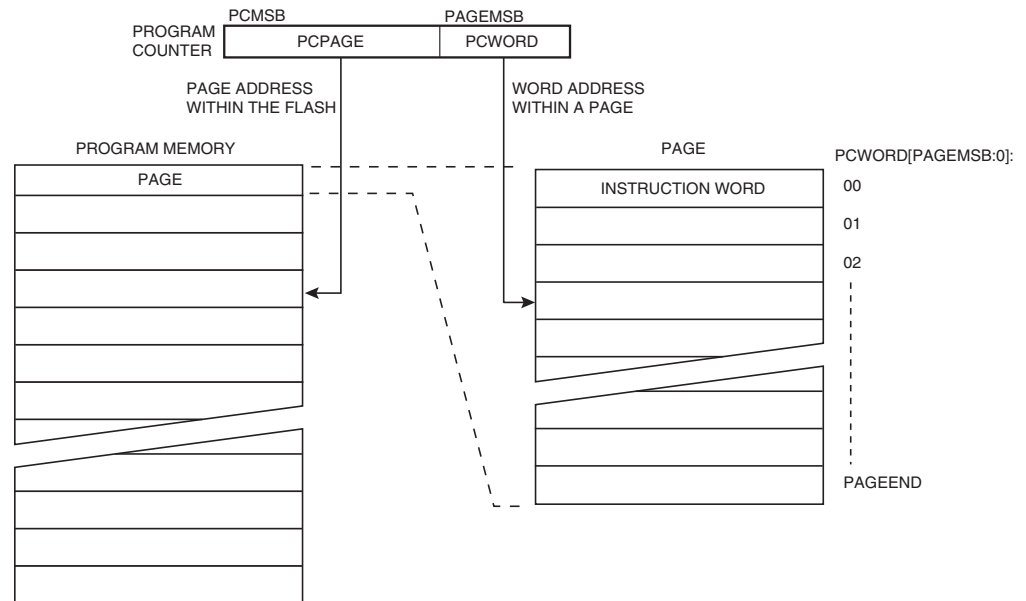 PCMSB PAGEMSB
PROGRAM
COUNTER
PCPAGE PCWORD
PAGE ADDRESS
WITHIN THE FLASH
WORD ADDRESS
WITHIN A PAGE
PROGRAM MEMORY
PAGE
PAGE
PCWORD[PAGEMSB:0]:
INSTRUCTION WORD
00
01
02
PAGEEND